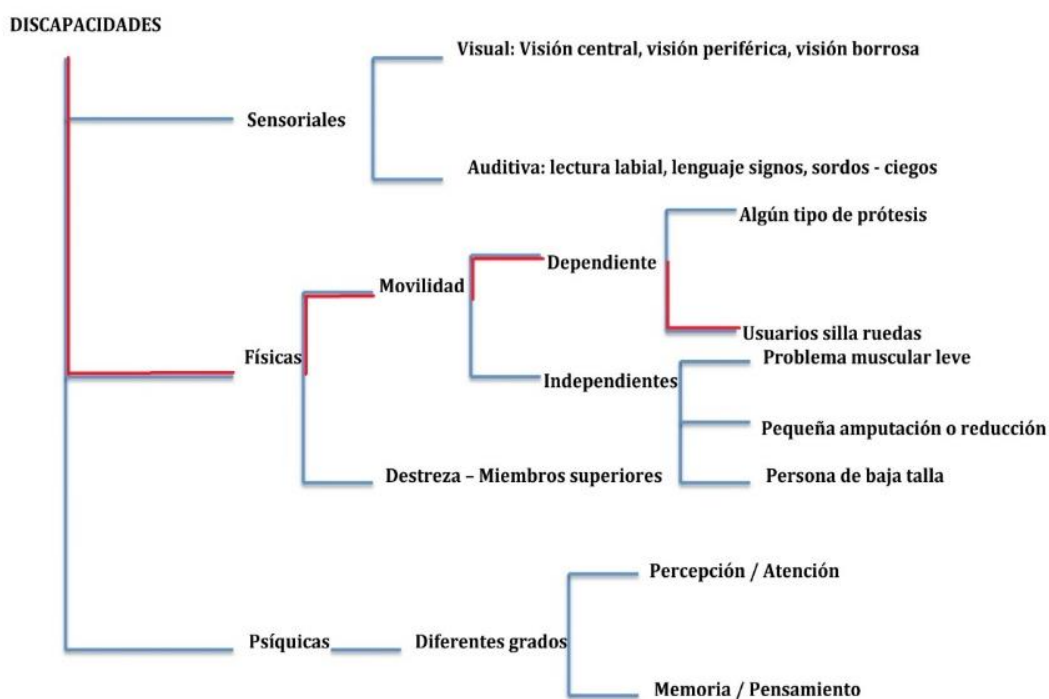 DISCAPACIDADES
Visual: Visión central, visión periférica, visión borrosa
Sensoriales
Auditiva: lectura labial, lenguaje signos, sordos - ciegos
Algún tipo de prótesis
Dependiente
Movilidad
Usuarios silla ruedas
Físicas
Problema muscular leve
Independientes
Pequeña amputación o reducción
Destreza – Miembros superiores
Persona de baja talla
Percepción / Atención
Psíquicas
Diferentes grados
Memoria / Pensamiento